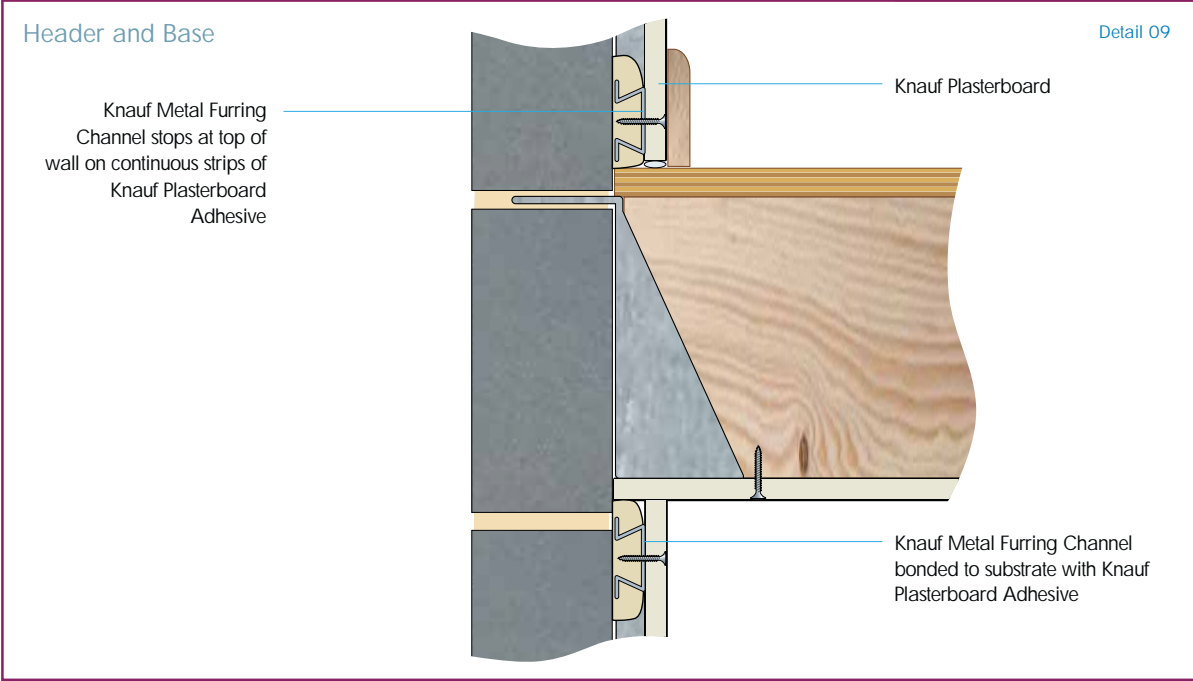 Header and Base
Detail 09
Knauf Metal Furring
Channel stops at top of
wall on continuous strips of
Knauf Plasterboard
Adhesive
Knauf Plasterboard
Knauf Metal Furring Channel
bonded to substrate with Knauf
Plasterboard Adhesive